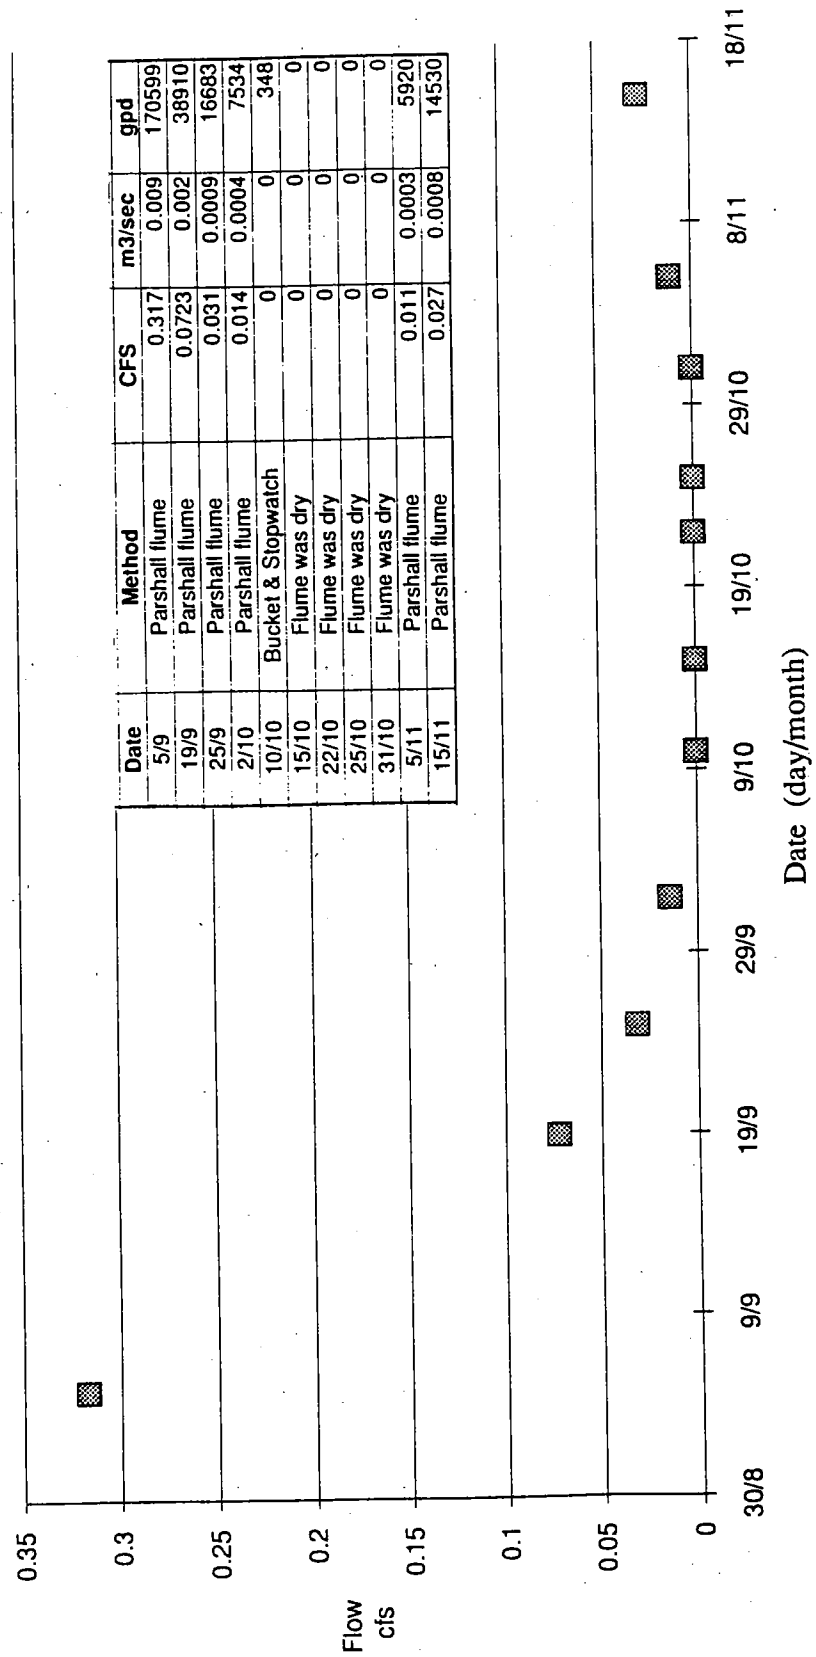 0.35
0.3
0.25
0.2
0.15
0.1
0.05
0
Flow
cfs
Date Method CFS m3/sec gpd
5/9 Parshall flume 0.317 0.009 170599
19/9 Parshall flume 0.0723 0.002 38910
25/9 Parshall flume 0.031 0.0009 16683
2/10 Parshall flume 0.014 0.0004 7534
10/10 Bucket & Stopwatch 0 0 348
15/10 Flume was dry 0 0 0
22/10 Flume was dry 0 0 0
25/10 Flume was dry 0 0 0
31/10 Flume was dry 0 0 0
5/11 Parshall flume 0.011 0.0003 5920
15/11 Parshall flume 0.027 0.0008 14530
30/8 9/9 19/9 29/9 9/10 19/10 29/10 8/11 18/11
Date (day/month)